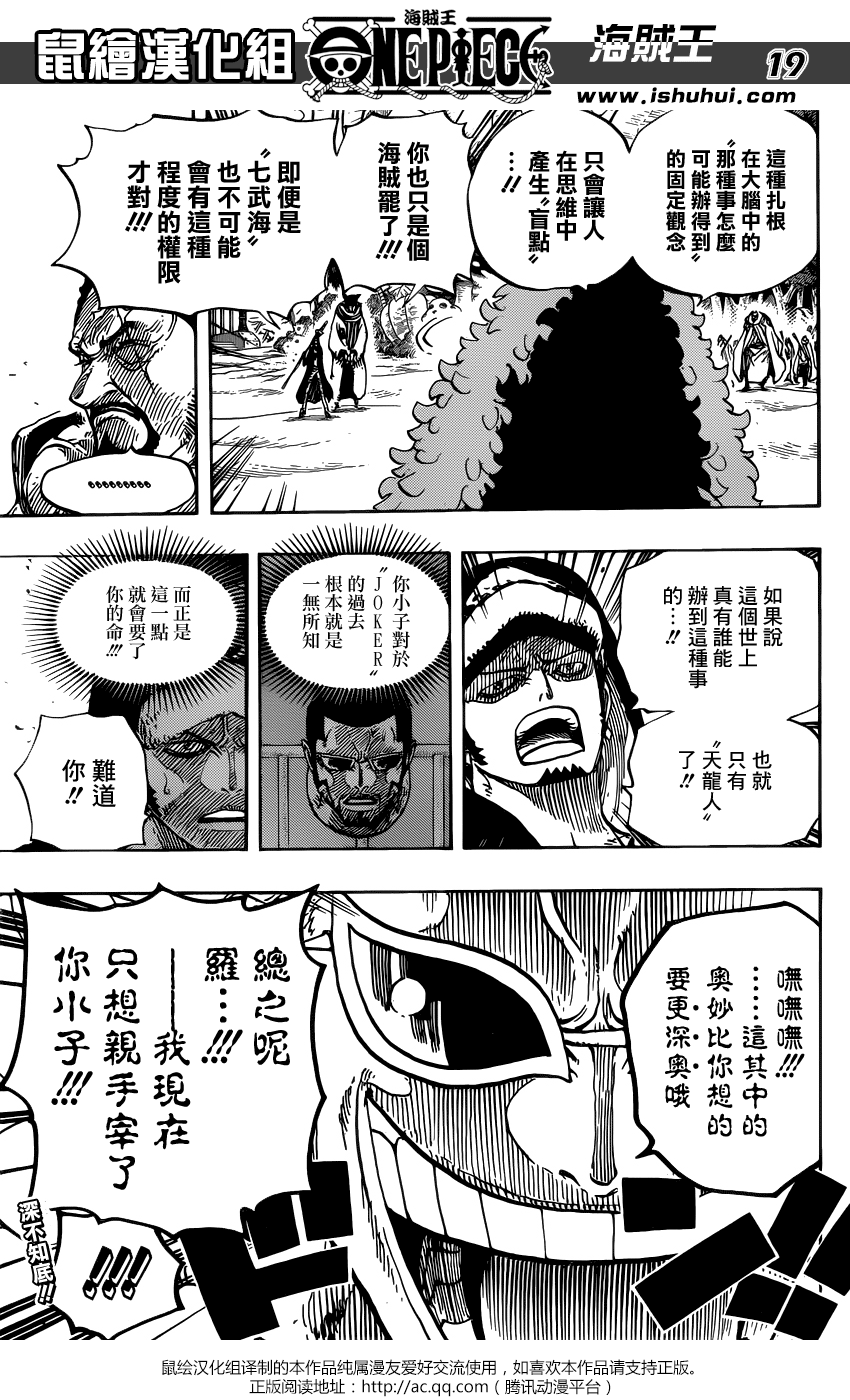 鼠繪漢化組
海賊王
ONE PIECE
海賊王
19
www.ishuhui.com
這種扎根
在大腦中的
〝那種事怎麼
可能辦得到〞
的固定觀念
只會讓人
在思維中
產生〝盲點〞
…!!
你也只是個
海賊罷了!!!
即便是
〝七武海〞
也不可能
會有這種
程度的權限
才對!!!
如果說
這個世上
真有誰能
辦到這種事
的…!!
也就
只有
〝天龍人〞
了!!
你小子對於
〝JOKER〞
的過去
根本就是
一無所知
而正是
這一點
就會要了
你的命!!!
難道
你!!
嘸嘸嘸!!!
……這其中的
奧妙比你想的
要更深奧哦
總之呢
羅…!!!
——我現在
只想親手宰了
你小子!!!
!!!
深不知底!!
鼠绘汉化组译制的本作品纯属漫友爱好交流使用，如喜欢本作品请支持正版。
正版阅读地址：http://ac.qq.com（腾讯动漫平台）